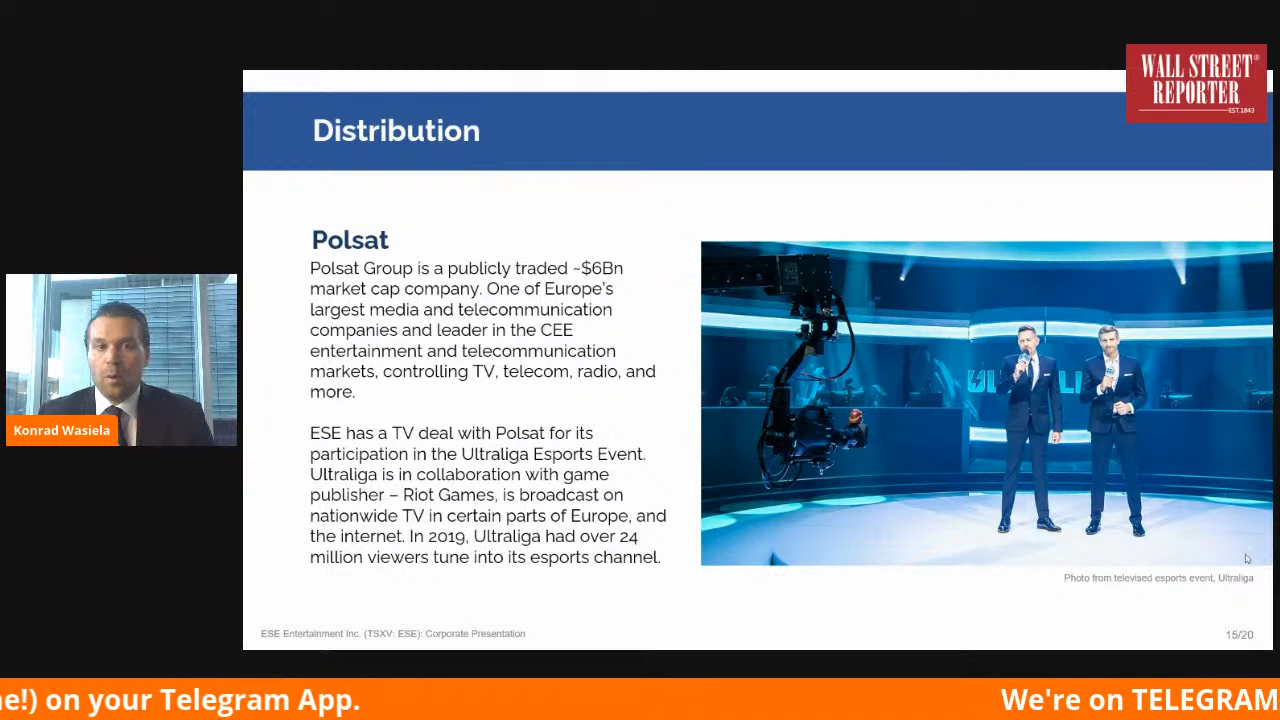 WALL STREET
REPORTER
EST.1843
Distribution
Polsat
Polsat Group is a publicly traded ~$6Bn
market cap company. One of Europe's
largest media and telecommunication
companies and leader in the CEE
entertainment and telecommunication
markets, controlling TV, telecom, radio, and
more.
ESE has a TV deal with Polsat for its
participation in the Ultraliga Esports Event.
Ultraliga is in collaboration with game
publisher – Riot Games, is broadcast on
nationwide TV in certain parts of Europe, and
the internet. In 2019, Ultraliga had over 24
million viewers tune into its esports channel.
Photo from televised esports event, Ultraliga
Konrad Wasiela
ESE Entertainment Inc. (TSXV: ESE): Corporate Presentation
15/20
ne!) on your Telegram App.
We're on TELEGRAM